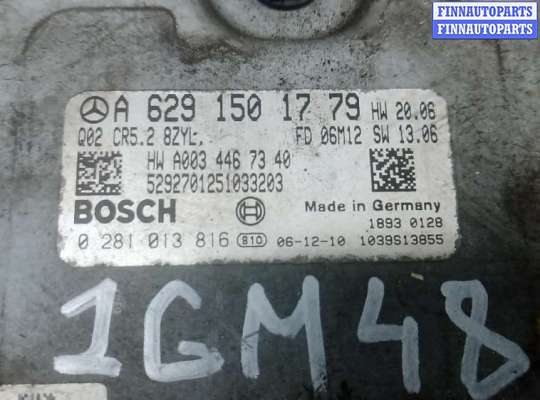 FINNAUTOPARTS
FINNAUTOPARTS
A 629 150 17 79 HW 20.06
Q02 CR5.2 8ZYL, FD 06M12 SW 13.06
HW A003 446 73 40
5292701251033203
BOSCH Made in Germany
1893 0128
0 281 013 816 810 06-12-10 1039S13855
1GM48